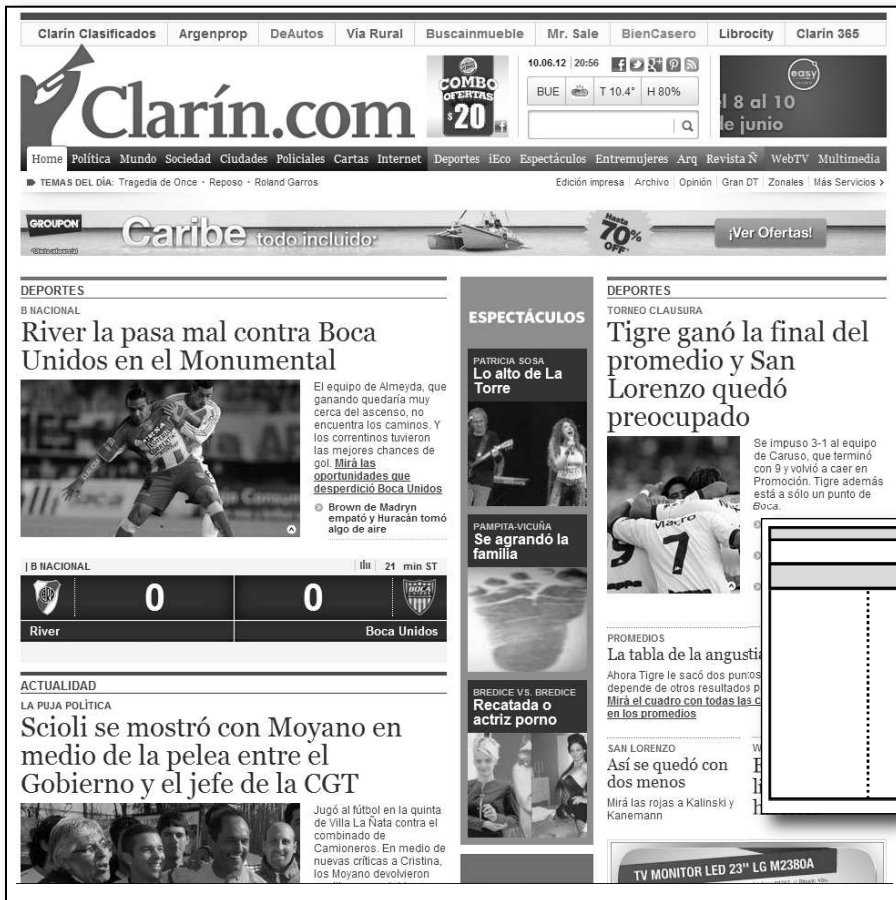 Clarín Clasificados Argenprop DeAutos Vía Rural Buscainmueble Mr. Sale BienCasero Librocity Clarín 365
Clarín.com
COMBO
OFERTAS
$20
10.06.12 20:56
BUE T 10.4° H 80%
easy
l 8 al 10
de junio
Home Política Mundo Sociedad Ciudades Policiales Cartas Internet Deportes iEco Espectáculos Entremujeres Arq Revista Ñ WebTV Multimedia
TEMAS DEL DÍA: Tragedia de Once · Reposo · Roland Garros
Edición impresa Archivo Opinión Gran DT Zonales Más Servicios >
GROUPON
Caribe todo incluido*
Hasta
70%
OFF*
¡Ver Ofertas!
DEPORTES
B NACIONAL
River la pasa mal contra Boca
Unidos en el Monumental
El equipo de Almeyda, que
ganando quedaría muy
cerca del ascenso, no
encuentra los caminos. Y
los correntinos tuvieron
las mejores chances de
gol. Mirá las
oportunidades que
desperdició Boca Unidos
Brown de Madryn
empató y Huracán tomó
algo de aire
| B NACIONAL
21 min ST
0 0
River Boca Unidos
ACTUALIDAD
LA PUJA POLÍTICA
Scioli se mostró con Moyano en
medio de la pelea entre el
Gobierno y el jefe de la CGT
Jugó al fútbol en la quinta
de Villa La Ñata contra el
combinado de
Camioneros. En medio de
nuevas críticas a Cristina,
los Moyano devolvieron
ESPECTÁCULOS
PATRICIA SOSA
Lo alto de La
Torre
PAMPITA-VICUÑA
Se agrandó la
familia
BREDICE VS. BREDICE
Recatada o
actriz porno
DEPORTES
TORNEO CLAUSURA
Tigre ganó la final del
promedio y San
Lorenzo quedó
preocupado
Macro
7
Se impuso 3-1 al equipo
de Caruso, que terminó
con 9 y volvió a caer en
Promoción. Tigre además
está a sólo un punto de
Boca.
PROMEDIOS
La tabla de la angusti
Ahora Tigre le sacó dos puntos
depende de otros resultados p
Mirá el cuadro con todas las c
en los promedios
SAN LORENZO
Así se quedó con
dos menos
Mirá las rojas a Kalinski y
Kanemann
TV MONITOR LED 23" LG M2380A